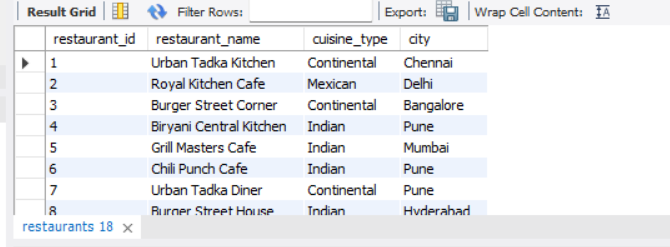 Result Grid Filter Rows: Export: Wrap Cell Content: IA
restaurant_id restaurant_name cuisine_type city
1 Urban Tadka Kitchen Continental Chennai
2 Royal Kitchen Cafe Mexican Delhi
3 Burger Street Corner Continental Bangalore
4 Biryani Central Kitchen Indian Pune
5 Grill Masters Cafe Indian Mumbai
6 Chili Punch Cafe Indian Pune
7 Urban Tadka Diner Continental Pune
8 Burger Street House Indian Hyderabad
restaurants 18